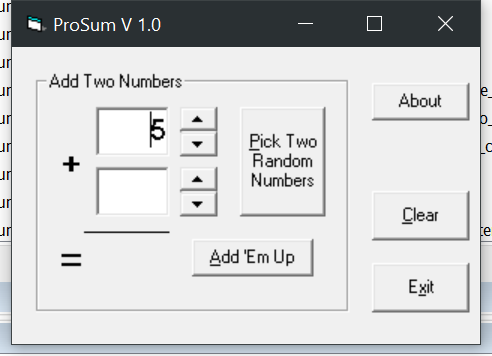 ProSum V 1.0
Add Two Numbers
5
+
=
Pick Two
Random
Numbers
Add 'Em Up
About
Clear
Exit